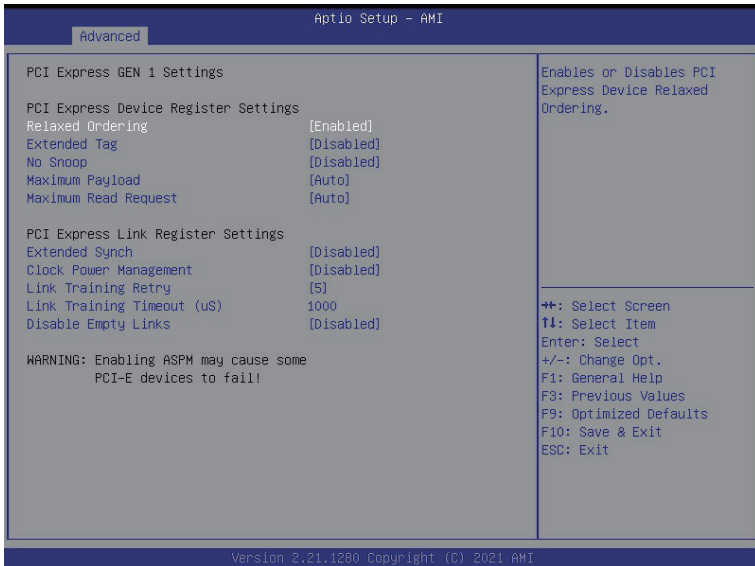 Aptio Setup – AMI
Advanced
PCI Express GEN 1 Settings
PCI Express Device Register Settings
Relaxed Ordering [Enabled]
Extended Tag [Disabled]
No Snoop [Disabled]
Maximum Payload [Auto]
Maximum Read Request [Auto]
PCI Express Link Register Settings
Extended Synch [Disabled]
Clock Power Management [Disabled]
Link Training Retry [5]
Link Training Timeout (uS) 1000
Disable Empty Links [Disabled]
WARNING: Enabling ASPM may cause some
PCI-E devices to fail!
Enables or Disables PCI
Express Device Relaxed
Ordering.
→←: Select Screen
↑↓: Select Item
Enter: Select
+/-: Change Opt.
F1: General Help
F3: Previous Values
F9: Optimized Defaults
F10: Save & Exit
ESC: Exit
Version 2.21.1280 Copyright (C) 2021 AMI